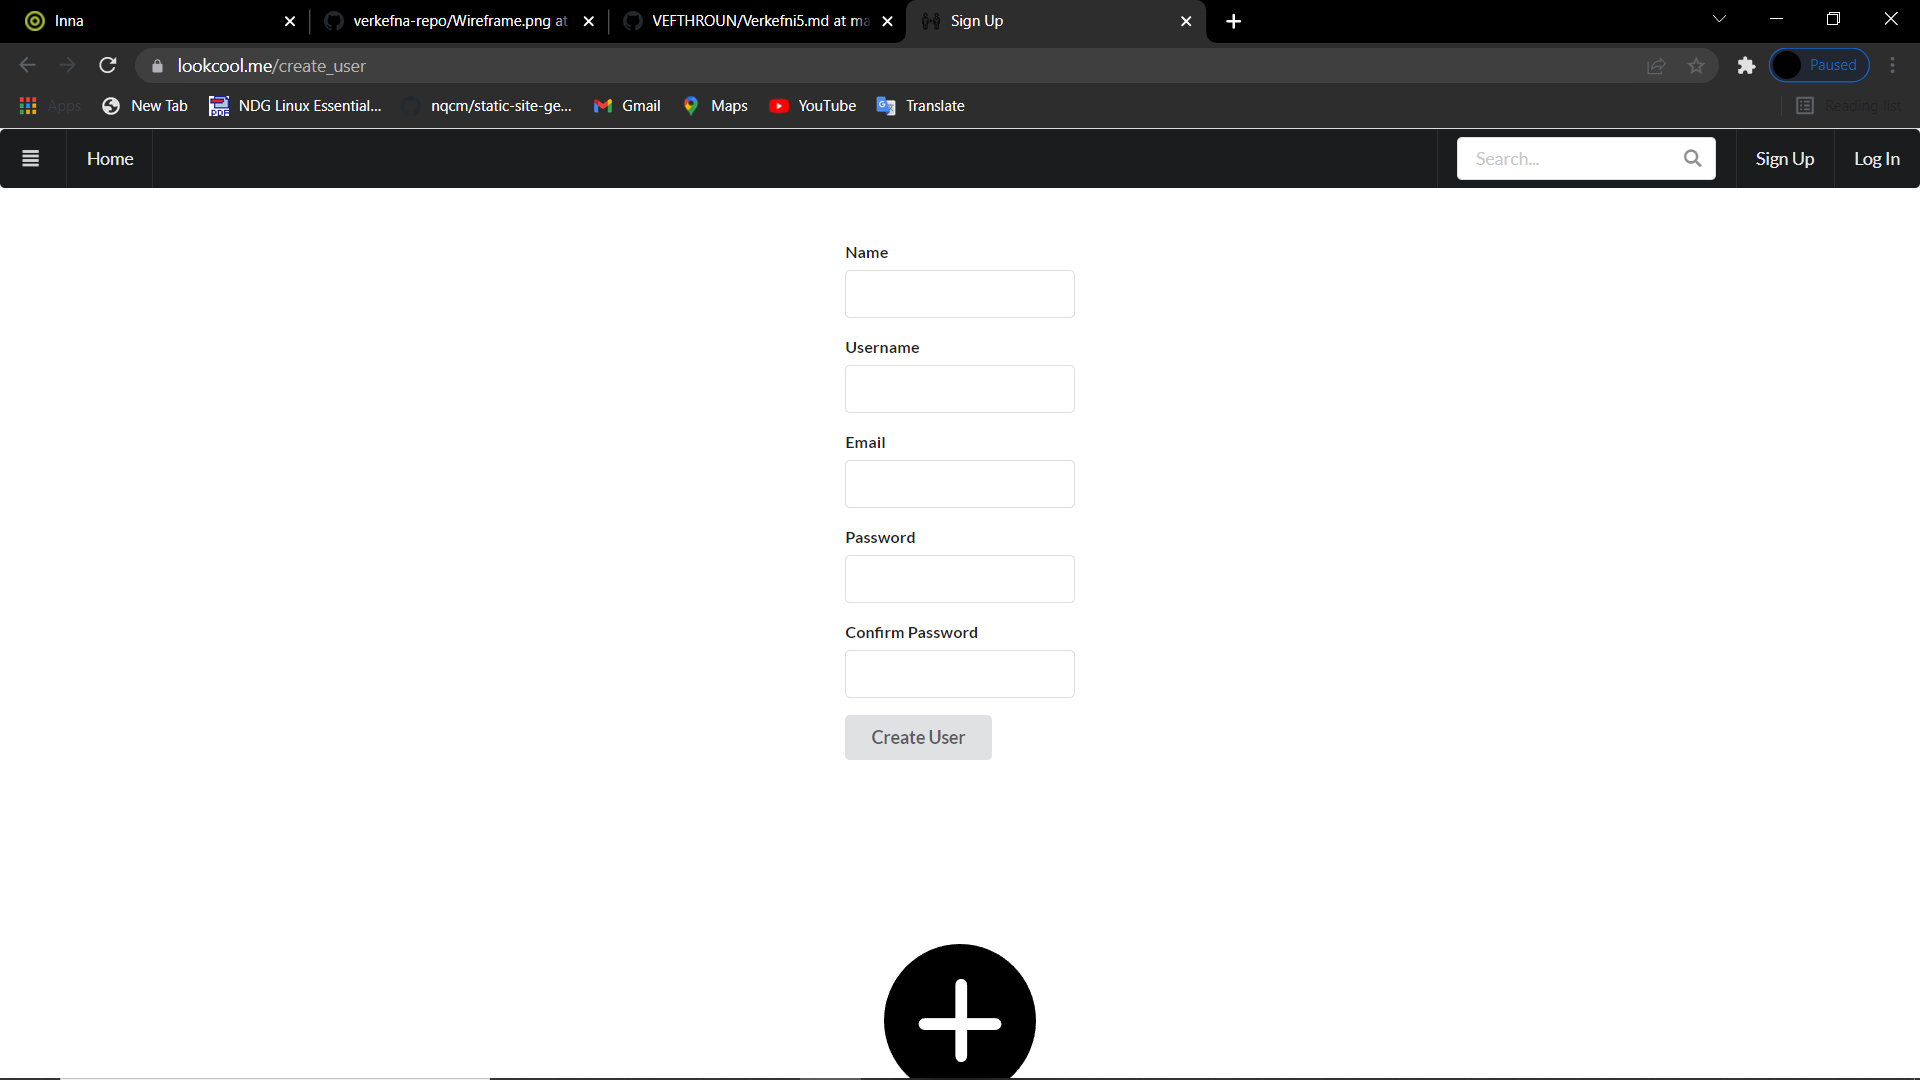 Inna
verkefna-repo/Wireframe.png at
VEFTHROUN/Verkefni5.md at ma
Sign Up
lookcool.me/create_user
Paused
Apps
New Tab
NDG Linux Essential...
nqcm/static-site-ge...
Gmail
Maps
YouTube
Translate
Reading list
Home
Search...
Sign Up
Log In
Name
Username
Email
Password
Confirm Password
Create User